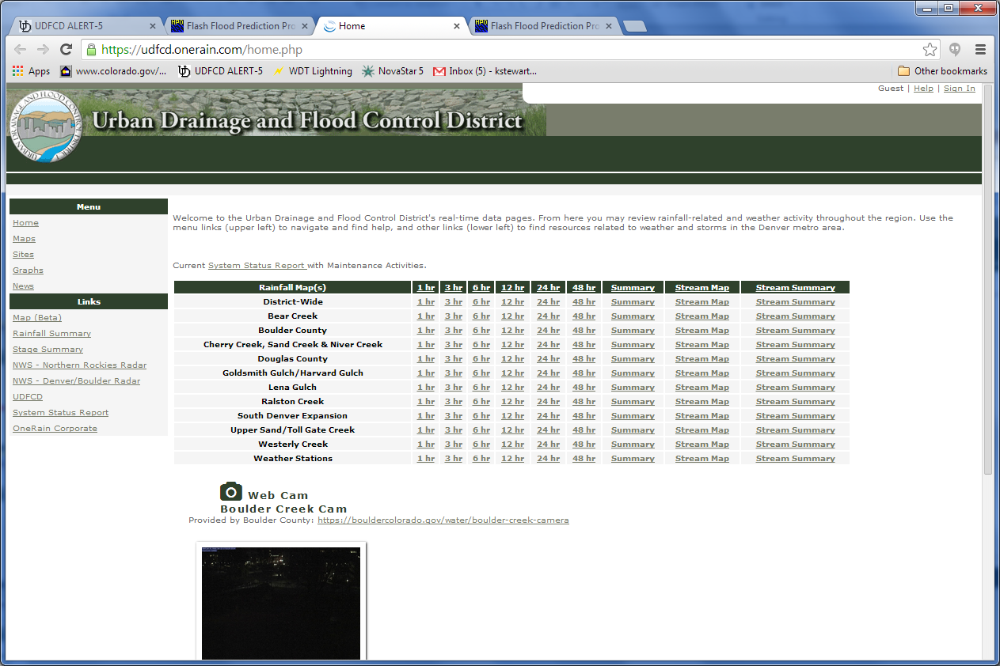 UDFCD ALERT-5
Flash Flood Prediction Pro
Home
Flash Flood Prediction Pro
https://udfcd.onerain.com/home.php
Apps
www.colorado.gov/...
UDFCD ALERT-5
WDT Lightning
NovaStar 5
Inbox (5) - kstewart...
Other bookmarks
Guest | Help | Sign In
URBAN DRAINAGE AND FLOOD CONTROL DISTRICT
Urban Drainage and Flood Control District
Menu
Home
Maps
Sites
Graphs
News
Links
Map (Beta)
Rainfall Summary
Stage Summary
NWS - Northern Rockies Radar
NWS - Denver/Boulder Radar
UDFCD
System Status Report
OneRain Corporate
Welcome to the Urban Drainage and Flood Control District's real-time data pages. From here you may review rainfall-related and weather activity throughout the region. Use the
menu links (upper left) to navigate and find help, and other links (lower left) to find resources related to weather and storms in the Denver metro area.
Current System Status Report with Maintenance Activities.
Rainfall Map(s) 1 hr 3 hr 6 hr 12 hr 24 hr 48 hr Summary Stream Map Stream Summary
District-Wide 1 hr 3 hr 6 hr 12 hr 24 hr 48 hr Summary Stream Map Stream Summary
Bear Creek 1 hr 3 hr 6 hr 12 hr 24 hr 48 hr Summary Stream Map Stream Summary
Boulder County 1 hr 3 hr 6 hr 12 hr 24 hr 48 hr Summary Stream Map Stream Summary
Cherry Creek, Sand Creek & Niver Creek 1 hr 3 hr 6 hr 12 hr 24 hr 48 hr Summary Stream Map Stream Summary
Douglas County 1 hr 3 hr 6 hr 12 hr 24 hr 48 hr Summary Stream Map Stream Summary
Goldsmith Gulch/Harvard Gulch 1 hr 3 hr 6 hr 12 hr 24 hr 48 hr Summary Stream Map Stream Summary
Lena Gulch 1 hr 3 hr 6 hr 12 hr 24 hr 48 hr Summary Stream Map Stream Summary
Ralston Creek 1 hr 3 hr 6 hr 12 hr 24 hr 48 hr Summary Stream Map Stream Summary
South Denver Expansion 1 hr 3 hr 6 hr 12 hr 24 hr 48 hr Summary Stream Map Stream Summary
Upper Sand/Toll Gate Creek 1 hr 3 hr 6 hr 12 hr 24 hr 48 hr Summary Stream Map Stream Summary
Westerly Creek 1 hr 3 hr 6 hr 12 hr 24 hr 48 hr Summary Stream Map Stream Summary
Weather Stations 1 hr 3 hr 6 hr 12 hr 24 hr 48 hr Summary Stream Map Stream Summary
Web Cam
Boulder Creek Cam
Provided by Boulder County: https://bouldercolorado.gov/water/boulder-creek-camera